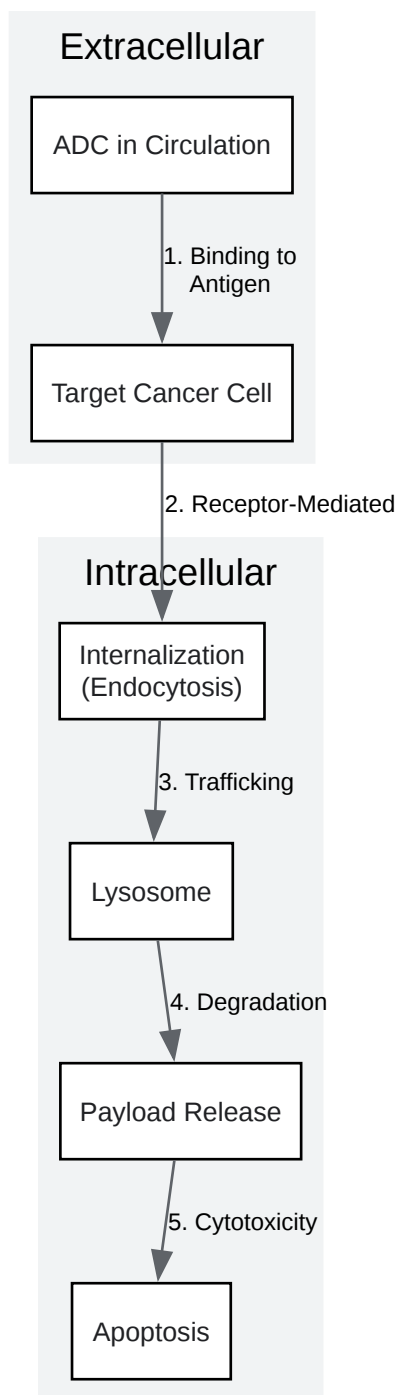 Extracellular
ADC in Circulation
1. Binding to
Antigen
Target Cancer Cell
2. Receptor-Mediated
Intracellular
Internalization
(Endocytosis)
3. Trafficking
Lysosome
4. Degradation
Payload Release
5. Cytotoxicity
Apoptosis